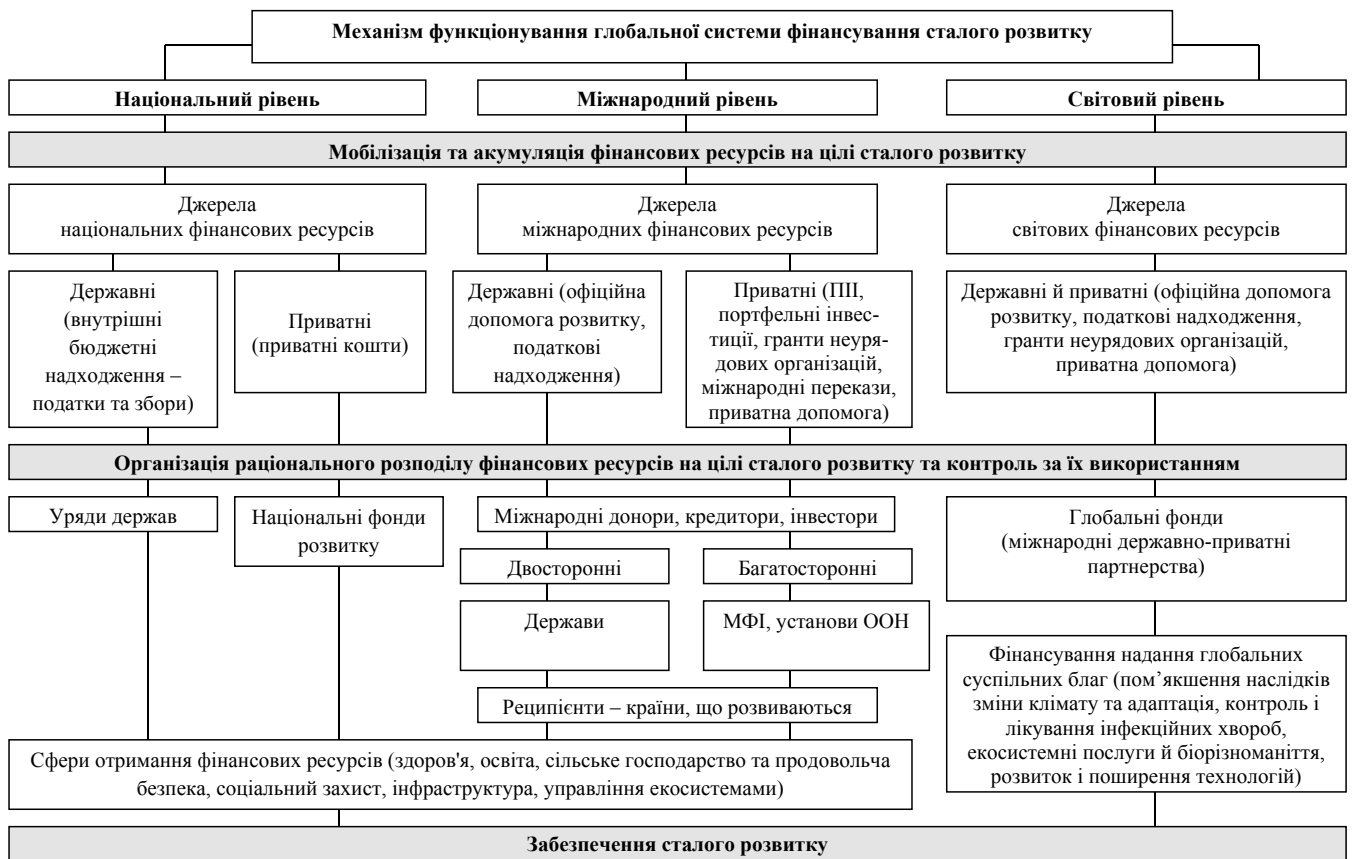 Механізм функціонування глобальної системи фінансування сталого розвитку
Національний рівень
Міжнародний рівень
Світовий рівень
Мобілізація та акумуляція фінансових ресурсів на цілі сталого розвитку
Джерела
національних фінансових ресурсів
Джерела
міжнародних фінансових ресурсів
Джерела
світових фінансових ресурсів
Державні
(внутрішні
бюджетні
надходження –
податки та збори)
Приватні
(приватні кошти)
Державні (офіційна
допомога розвитку,
податкові
надходження)
Приватні (ПІІ,
портфельні інвес-
тиції, гранти неуря-
дових організацій,
міжнародні перекази,
приватна допомога)
Державні й приватні (офіційна допомога
розвитку, податкові надходження,
гранти неурядових організацій,
приватна допомога)
Організація раціонального розподілу фінансових ресурсів на цілі сталого розвитку та контроль за їх використанням
Уряди держав
Національні фонди
розвитку
Міжнародні донори, кредитори, інвестори
Глобальні фонди
(міжнародні державно-приватні
партнерства)
Двосторонні
Багатосторонні
Держави
МФІ, установи ООН
Реципієнти – країни, що розвиваються
Фінансування надання глобальних
суспільних благ (пом’якшення наслідків
зміни клімату та адаптація, контроль і
лікування інфекційних хвороб,
екосистемні послуги й біорізноманіття,
розвиток і поширення технологій)
Сфери отримання фінансових ресурсів (здоров'я, освіта, сільське господарство та продовольча
безпека, соціальний захист, інфраструктура, управління екосистемами)
Забезпечення сталого розвитку